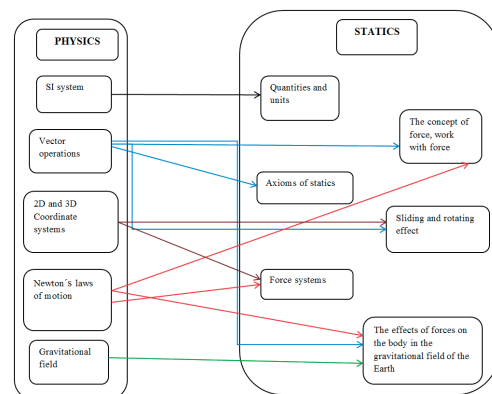 PHYSICS
SI system
Vector
operations
2D and 3D
Coordinate
systems
Newton´s laws
of motion
Gravitational
field
STATICS
Quantities and
units
The concept of
force, work
with force
Axioms of statics
Sliding and rotating
effect
Force systems
The effects of forces on
the body in the
gravitational field of the
Earth